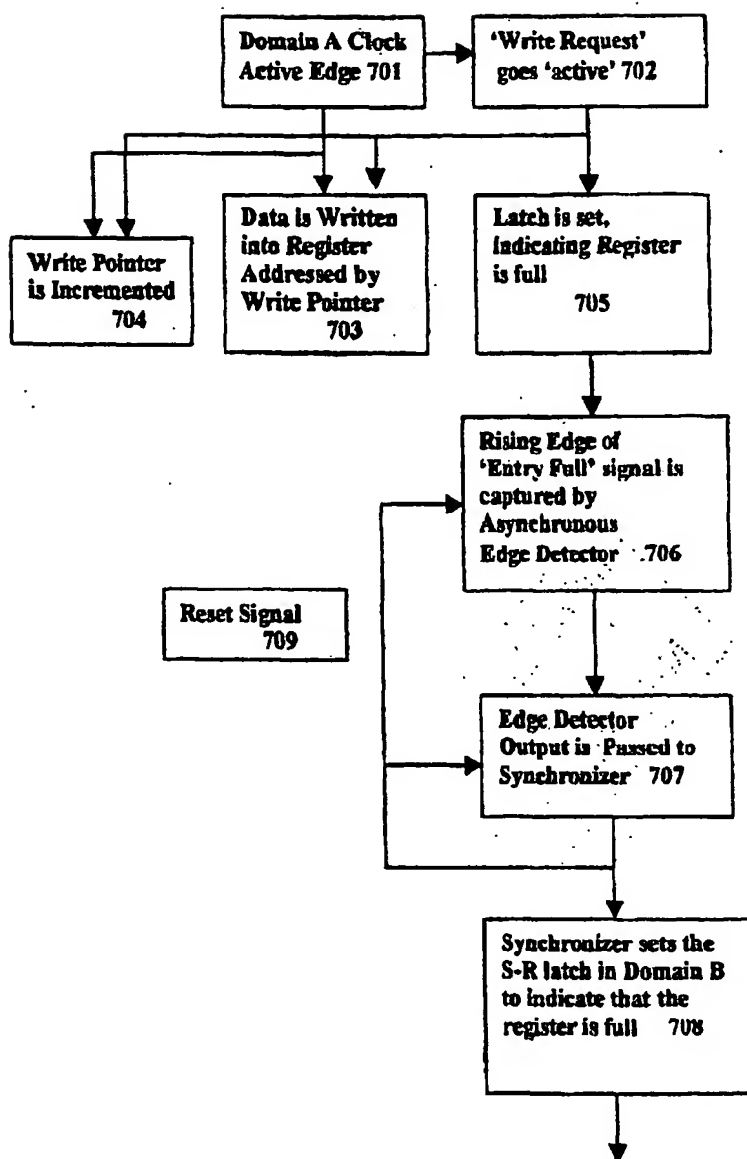 Domain A Clock
Active Edge 701
‘Write Request’
goes ‘active’ 702
Write Pointer
is Incremented
704
Data is Written
into Register
Addressed by
Write Pointer
703
Latch is set,
indicating Register
is full
705
Rising Edge of
‘Entry Full’ signal is
captured by
Asynchronous
Edge Detector 706
Reset Signal
709
Edge Detector
Output is Passed to
Synchronizer 707
Synchronizer sets the
S-R latch in Domain B
to indicate that the
register is full 708